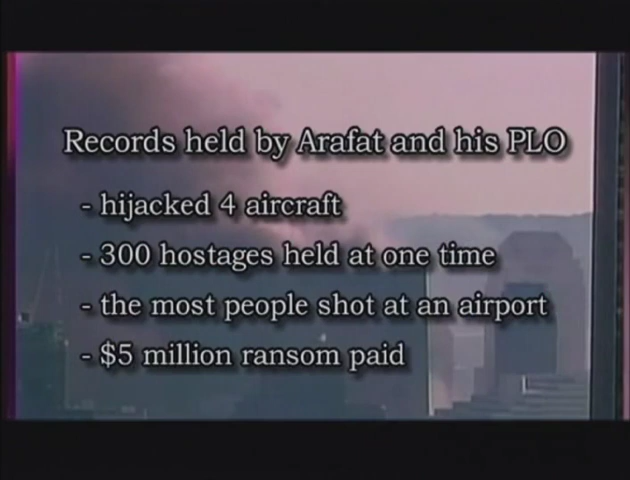 Records held by Arafat and his PLO
- hijacked 4 aircraft
- 300 hostages held at one time
- the most people shot at an airport
- $5 million ransom paid